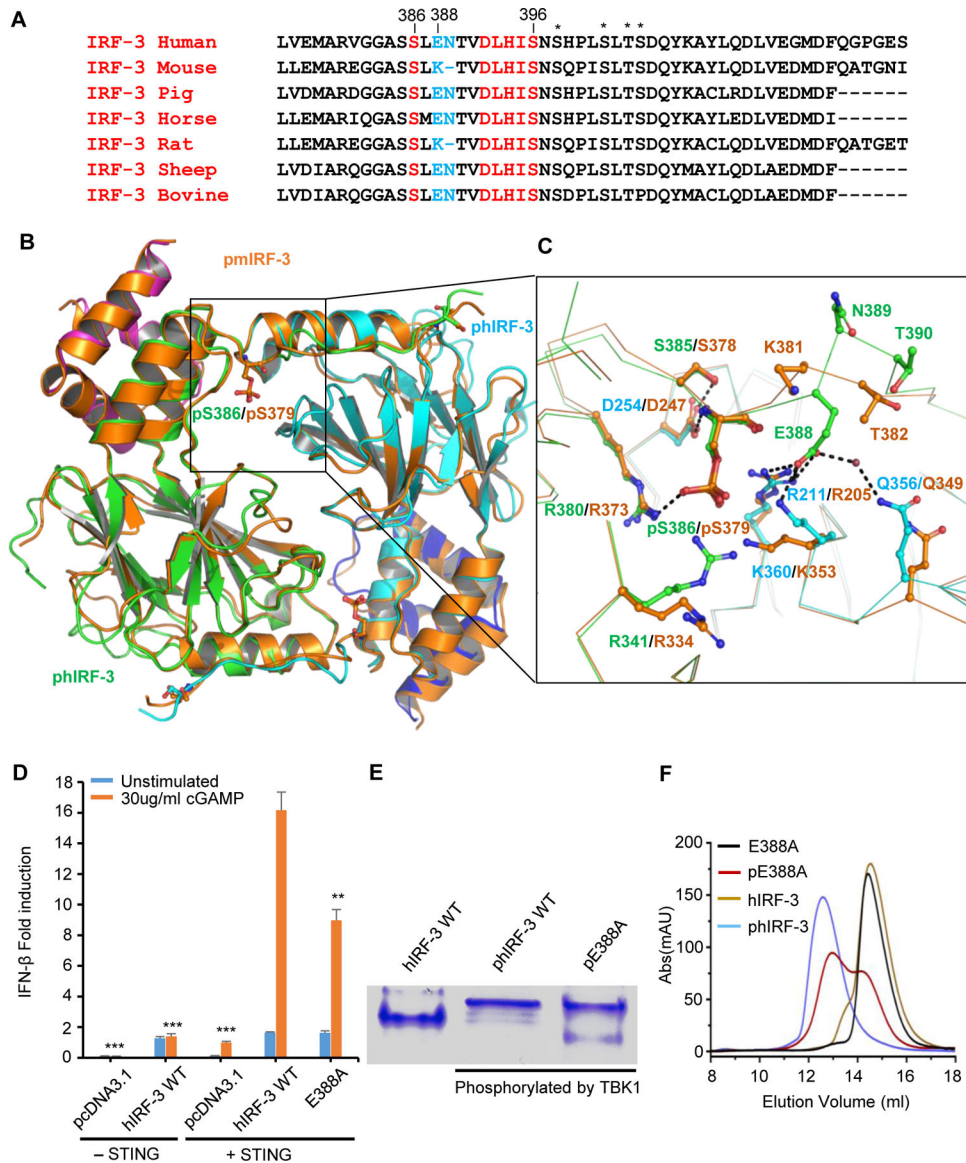 A
386 388 396 * * * *
IRF-3 Human LVEMARVGGASSLENTVDLHISNSHPLSLTSDQYKAYLQDLVEGMDFQGPGES
IRF-3 Mouse LLEMAREGGASSLK-TVDLHISNSQPISLTSDQYKAYLQDLVEDMDFQATGNI
IRF-3 Pig LVDMARDGGASSLENTVDLHISNSQPLSLTSDQYKACLRDLVEDMDF------
IRF-3 Horse LLEMARIQGASSMENTVDLHISNSQPLSLTSDQYKAYLQDLVEDMDI------
IRF-3 Rat LLEMAREGGASSLK-TVDLHISNSQPISLTSDQYKAYLQDLVEDMDFQATGET
IRF-3 Sheep LVDIARQGGASSLENTVDLHISNSQPLSLTSDQYMAYLQDLAEDMDF------
IRF-3 Bovine LVDIARQGGASSLENTVDLHISNSDPLSLTPDQYMACLQDLAEDMDF------
B
pmIRF-3
phIRF-3
pS386/pS379
phIRF-3
C
N389
T390
S385/S378
K381
D254/D247
E388
T382
R211/R205
Q356/Q349
R380/R373
pS386/pS379
K360/K353
R341/R334
D
Unstimulated
30ug/ml cGAMP
IFN-β Fold induction
18
16
14
12
10
8
6
4
2
0
***
***
***
**
pcDNA3.1
hIRF-3 WT
pcDNA3.1
hIRF-3 WT
E388A
– STING
+ STING
E
hIRF-3 WT
phIRF-3 WT
pE388A
Phosphorylated by TBK1
F
E388A
pE388A
hIRF-3
phIRF-3
Abs(mAU)
200
150
100
50
0
8 10 12 14 16 18
Elution Volume (ml)